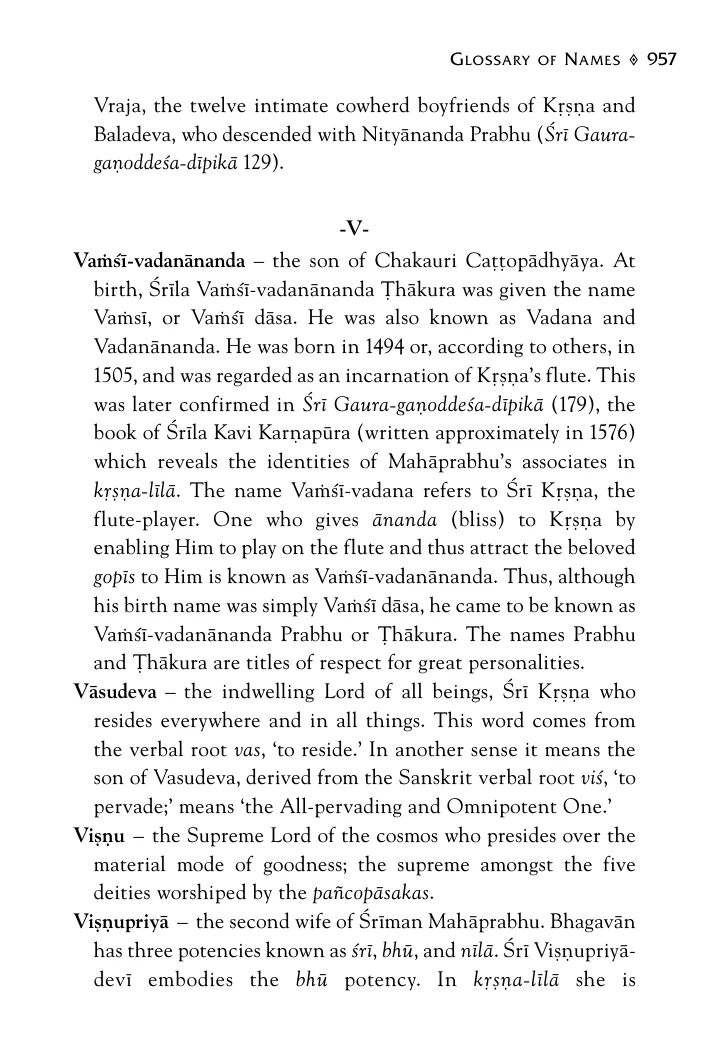 GLOSSARY OF NAMES ◊ 957
Vraja, the twelve intimate cowherd boyfriends of Kṛṣṇa and
Baladeva, who descended with Nityānanda Prabhu (Śrī Gaura-
gaṇoddeśa-dīpikā 129).
-V-
Vaṁśī-vadanānanda – the son of Chakauri Caṭṭopādhyāya. At
birth, Śrīla Vaṁśī-vadanānanda Ṭhākura was given the name
Vaṁsī, or Vaṁśī dāsa. He was also known as Vadana and
Vadanānanda. He was born in 1494 or, according to others, in
1505, and was regarded as an incarnation of Kṛṣṇa’s flute. This
was later confirmed in Śrī Gaura-gaṇoddeśa-dīpikā (179), the
book of Śrīla Kavi Karṇapūra (written approximately in 1576)
which reveals the identities of Mahāprabhu’s associates in
kṛṣṇa-līlā. The name Vaṁśī-vadana refers to Śrī Kṛṣṇa, the
flute-player. One who gives ānanda (bliss) to Kṛṣṇa by
enabling Him to play on the flute and thus attract the beloved
gopīs to Him is known as Vaṁśī-vadanānanda. Thus, although
his birth name was simply Vaṁśī dāsa, he came to be known as
Vaṁśī-vadanānanda Prabhu or Ṭhākura. The names Prabhu
and Ṭhākura are titles of respect for great personalities.
Vāsudeva – the indwelling Lord of all beings, Śrī Kṛṣṇa who
resides everywhere and in all things. This word comes from
the verbal root vas, ‘to reside.’ In another sense it means the
son of Vasudeva, derived from the Sanskrit verbal root viś, ‘to
pervade;’ means ‘the All-pervading and Omnipotent One.’
Viṣṇu – the Supreme Lord of the cosmos who presides over the
material mode of goodness; the supreme amongst the five
deities worshiped by the pañcopāsakas.
Viṣṇupriyā – the second wife of Śrīman Mahāprabhu. Bhagavān
has three potencies known as śrī, bhū, and nīlā. Śrī Viṣṇupriyā-
devī embodies the bhū potency. In kṛṣṇa-līlā she is